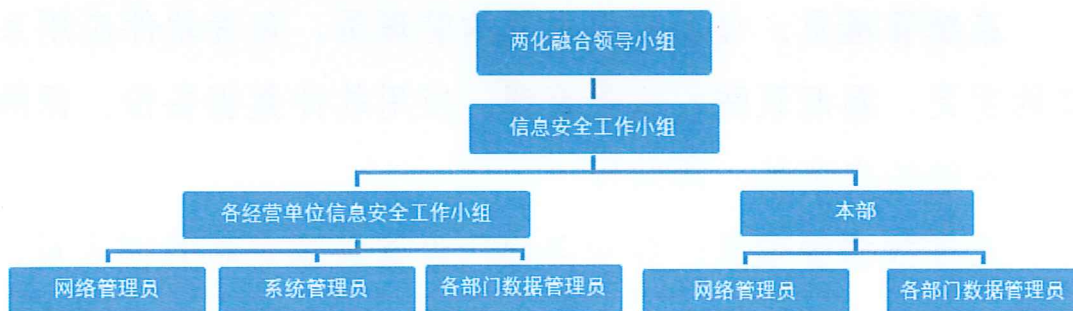 两化融合领导小组
信息安全工作小组
各经营单位信息安全工作小组
本部
网络管理员
系统管理员
各部门数据管理员
网络管理员
各部门数据管理员